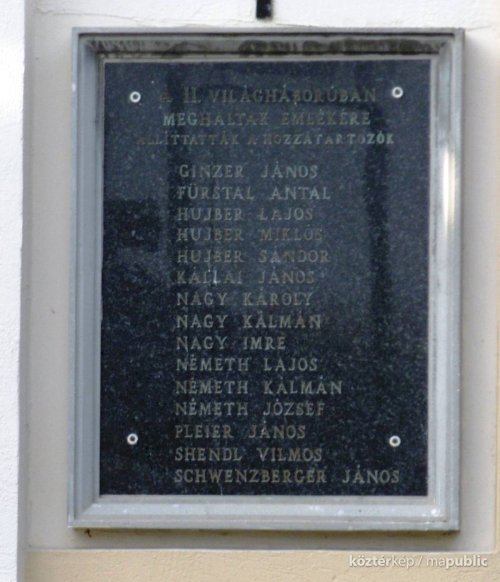 A II. VILÁGHÁBORÚBAN
MEGHALTAK EMLÉKÉRE
ÁLLÍTTATTÁK A HOZZÁTARTOZÓK
GINZER JÁNOS
FÜRSTAL ANTAL
HUJBER LAJOS
HUJBER MIKLÓS
HUJBER SÁNDOR
KÁLLAI JÁNOS
NAGY KÁROLY
NAGY KÁLMÁN
NAGY IMRE
NÉMETH LAJOS
NÉMETH KÁLMÁN
NÉMETH JÓZSEF
PLEIER JÁNOS
SHENDL VILMOS
SCHWENZBERGER JÁNOS
köztérkép / mapublic